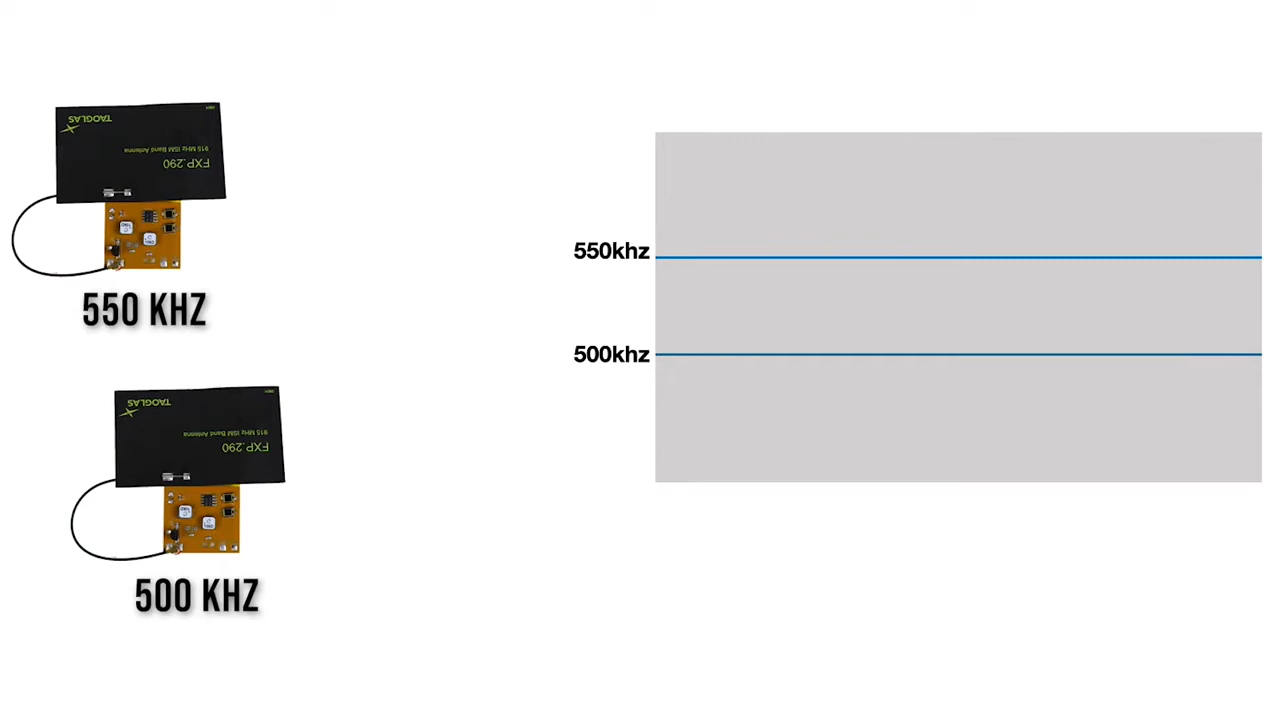 TAOGLAS
915 MHz ISM Band Antenna
FXP.290
550 KHZ
TAOGLAS
915 MHz ISM Band Antenna
FXP.290
500 KHZ
550khz
500khz